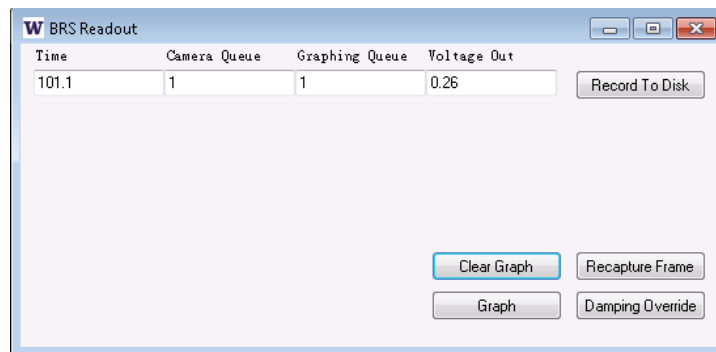 W BRS Readout
Time Camera Queue Graphing Queue Voltage Out
101.1 1 1 0.26 Record To Disk
Clear Graph Recapture Frame
Graph Damping Override